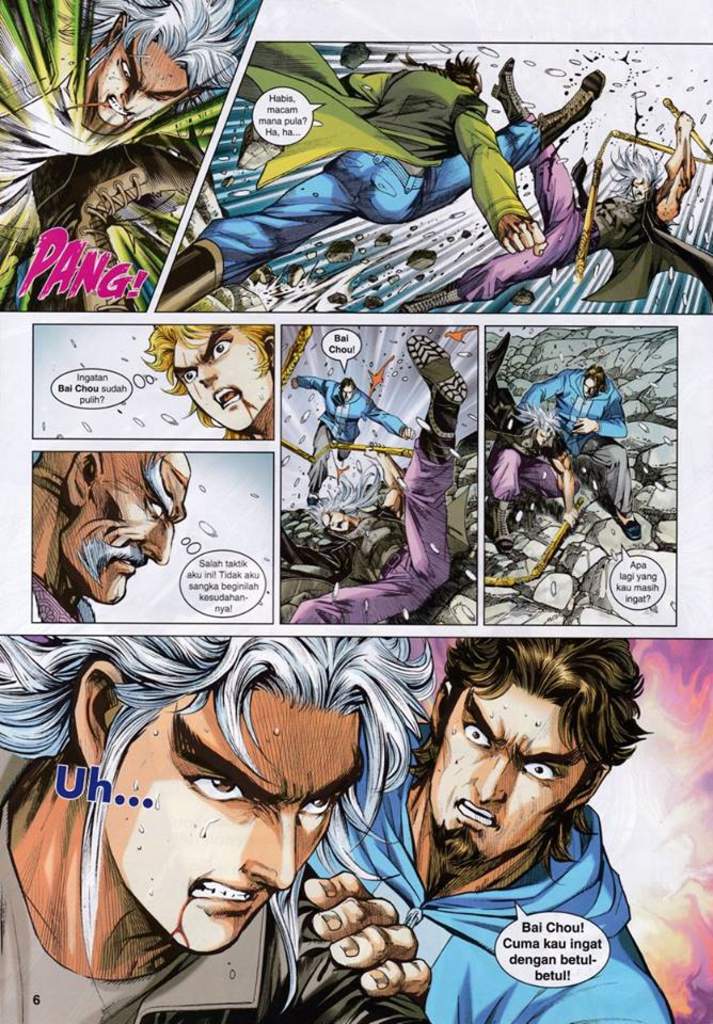 PANG!
Habis,
macam
mana pula?
Ha, ha...
Ingatan
Bai Chou sudah
pulih?
Salah taktik
aku ini! Tidak aku
sangka beginilah
kesudahan-
nya!
Bai
Chou!
Apa
lagi yang
kau masih
ingat?
Uh...
Bai Chou!
Cuma kau ingat
dengan betul-
betul!
6